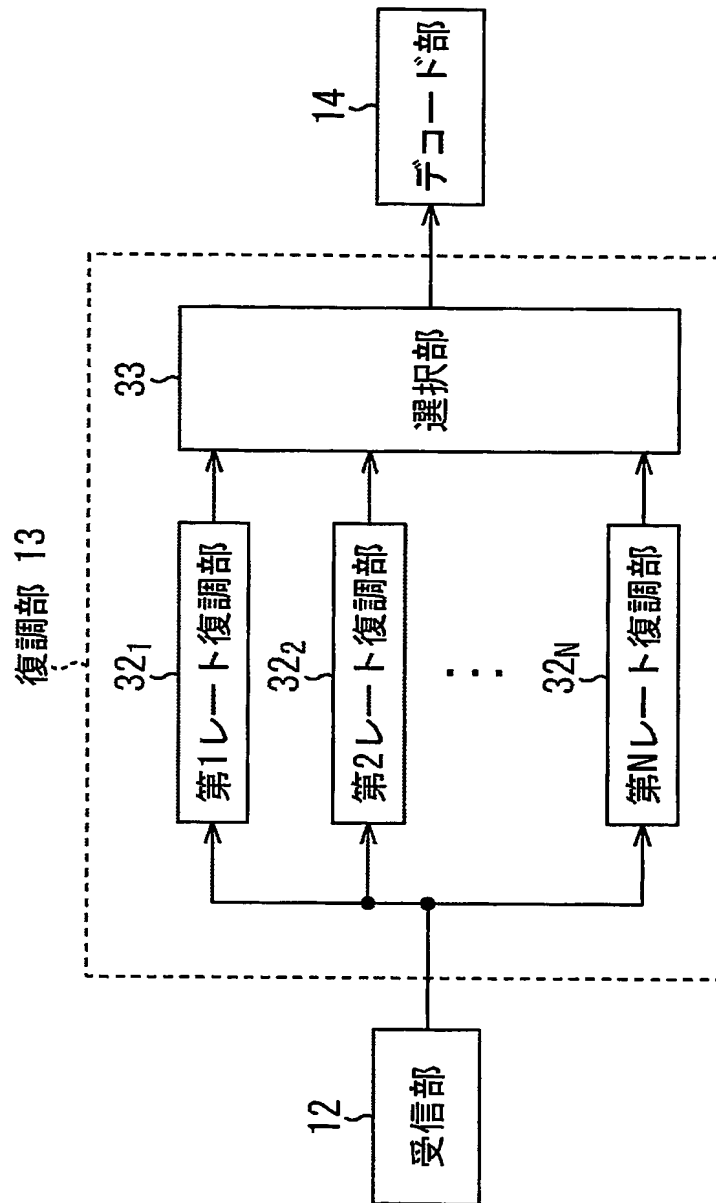 復調部 13
12
受信部
32₁
第1レート復調部
32₂
第2レート復調部
・・・
32N
第Nレート復調部
33
選択部
14
デコード部